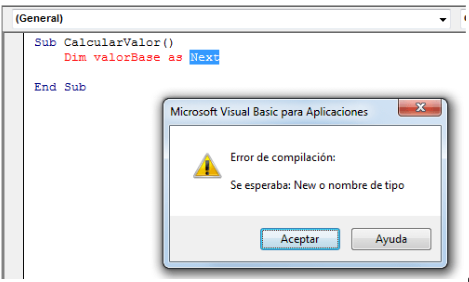 (General)
Sub CalcularValor()
Dim valorBase as Next
End Sub
Microsoft Visual Basic para Aplicaciones
Error de compilación:
Se esperaba: New o nombre de tipo
Aceptar
Ayuda